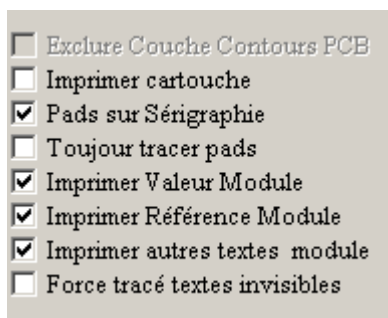 Exclure Couche Contours PCB
Imprimer cartouche
Pads sur Sérigraphie
Toujour tracer pads
Imprimer Valeur Module
Imprimer Référence Module
Imprimer autres textes module
Force tracé textes invisibles